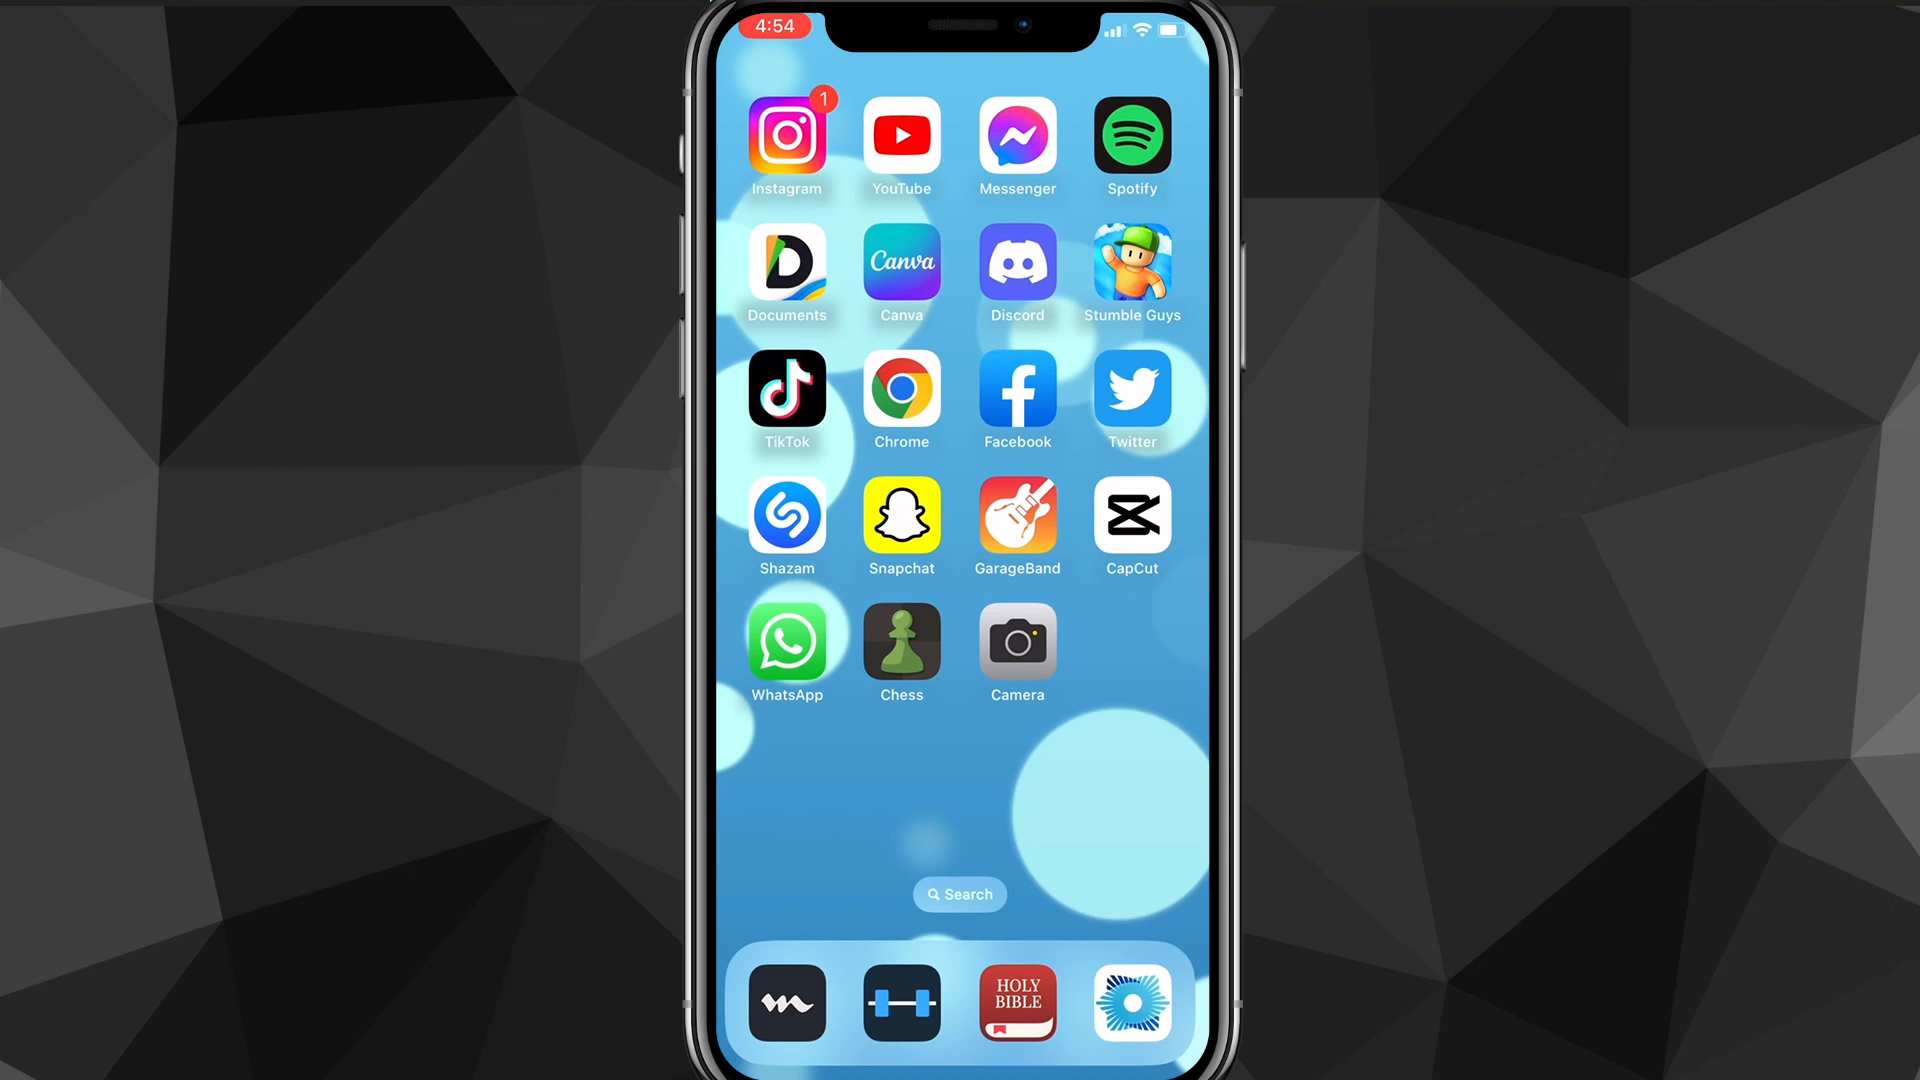 4:54
1
Instagram
YouTube
Messenger
Spotify
Canva
Documents
Canva
Discord
Stumble Guys
TikTok
Chrome
Facebook
Twitter
Shazam
Snapchat
GarageBand
CapCut
WhatsApp
Chess
Camera
Search
HOLY
BIBLE